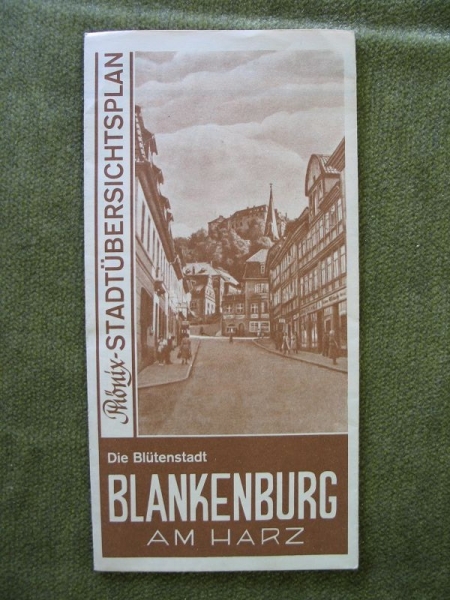 Phönix-STADTÜBERSICHTSPLAN
Die Blütenstadt
BLANKENBURG
AM HARZ